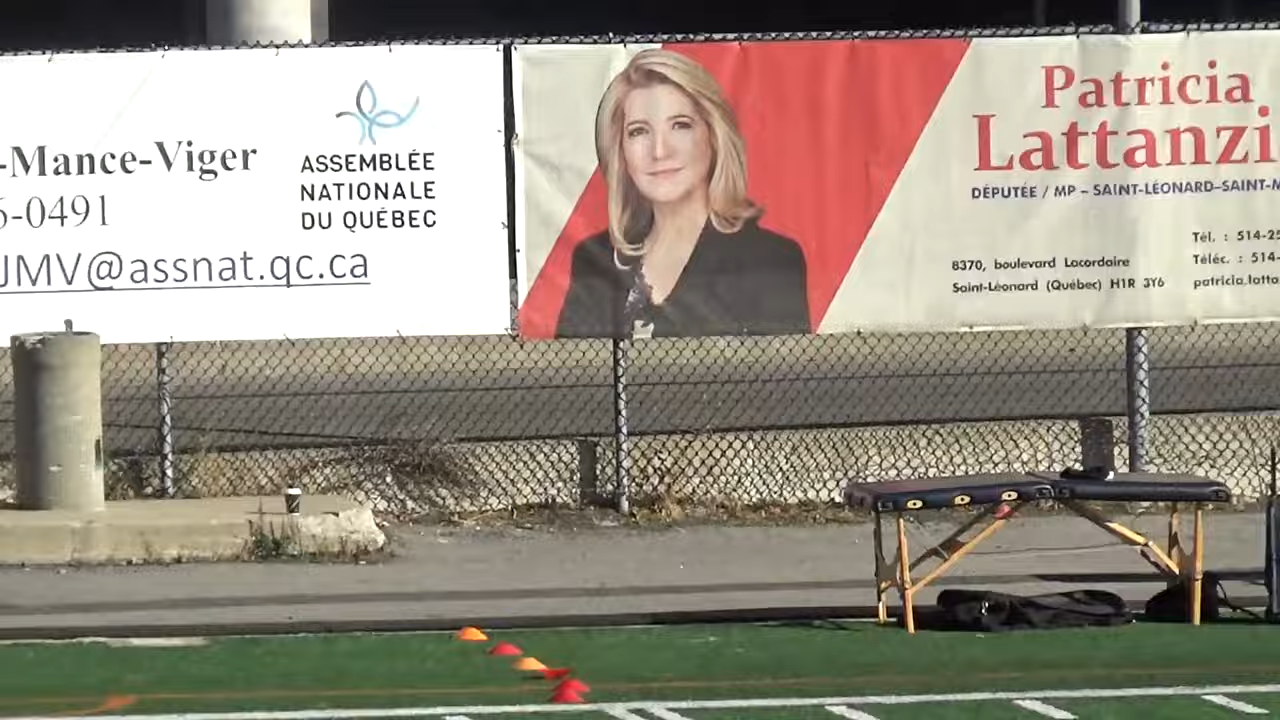 -Mance-Viger
6-0491
JMV@assnat.qc.ca
ASSEMBLÉE
NATIONALE
DU QUÉBEC
Patricia
Lattanzi
DÉPUTÉE / MP – SAINT-LÉONARD–SAINT-M
8370, boulevard Lacordaire
Saint-Léonard (Québec) H1R 3Y6
Tél. : 514-25
Téléc. : 514-
patricia.latta